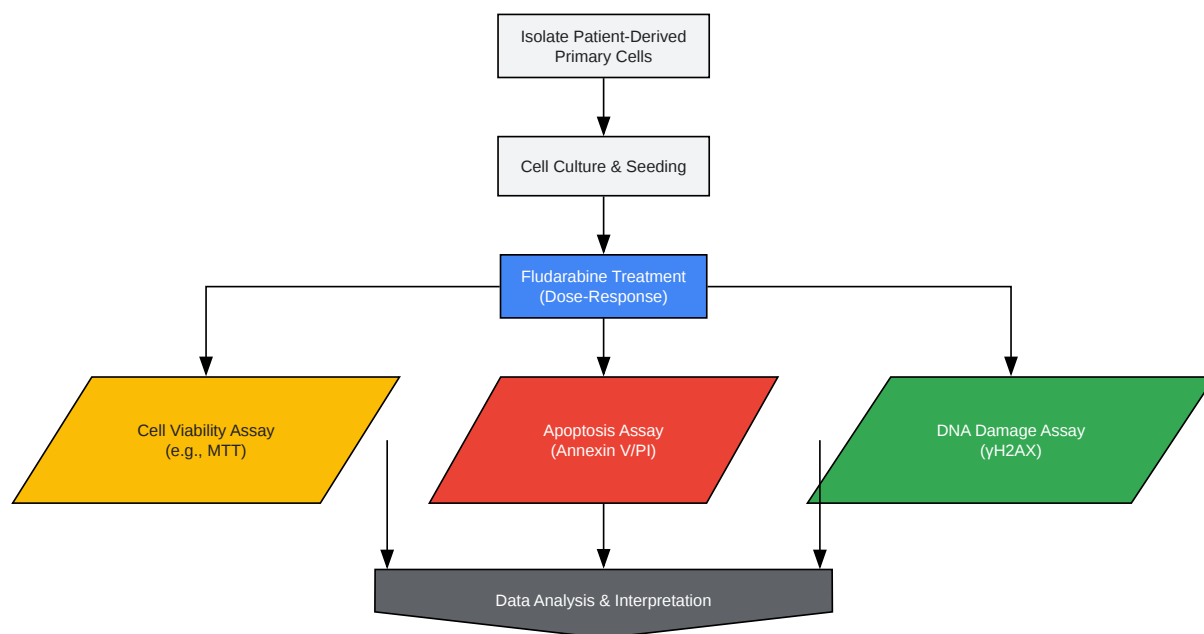 Isolate Patient-Derived
Primary Cells
Cell Culture & Seeding
Fludarabine Treatment
(Dose-Response)
Cell Viability Assay
(e.g., MTT)
Apoptosis Assay
(Annexin V/PI)
DNA Damage Assay
(γH2AX)
Data Analysis & Interpretation